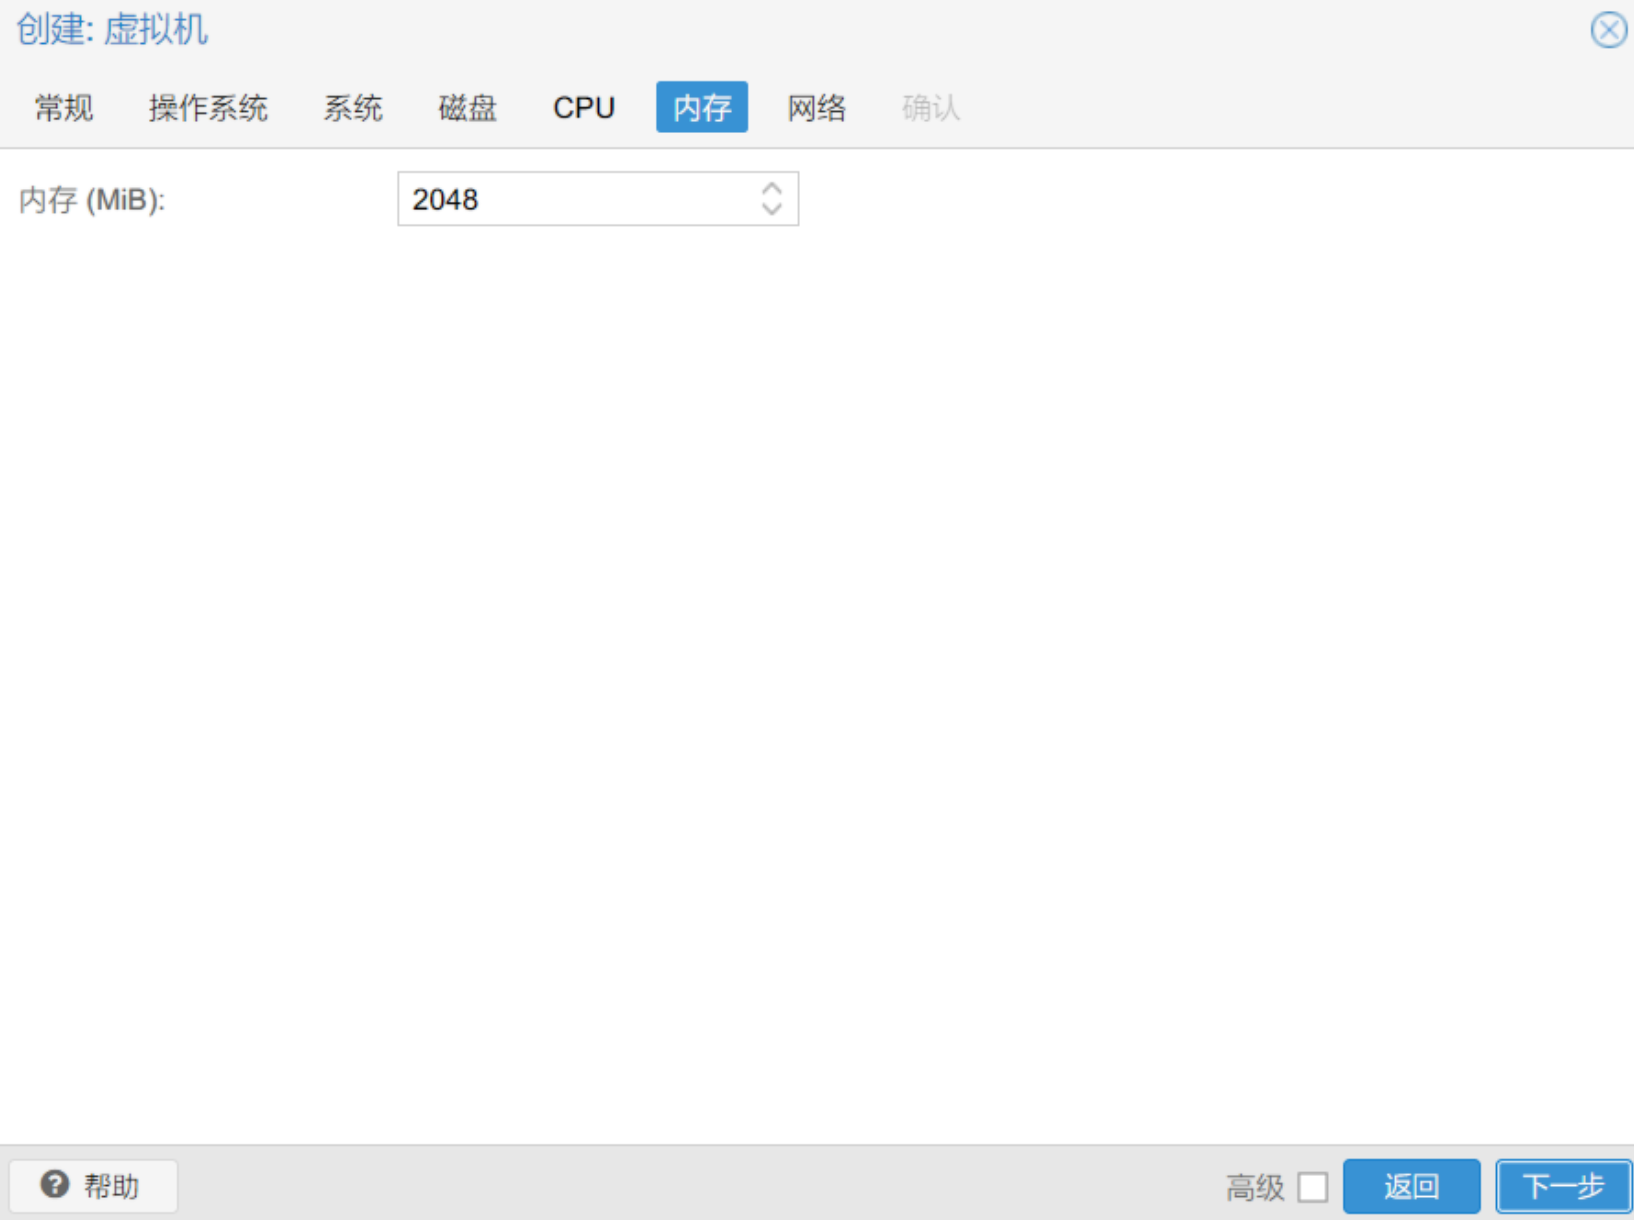 创建: 虚拟机
常规 操作系统 系统 磁盘 CPU 内存 网络 确认
内存 (MiB): 2048
帮助 高级 返回 下一步